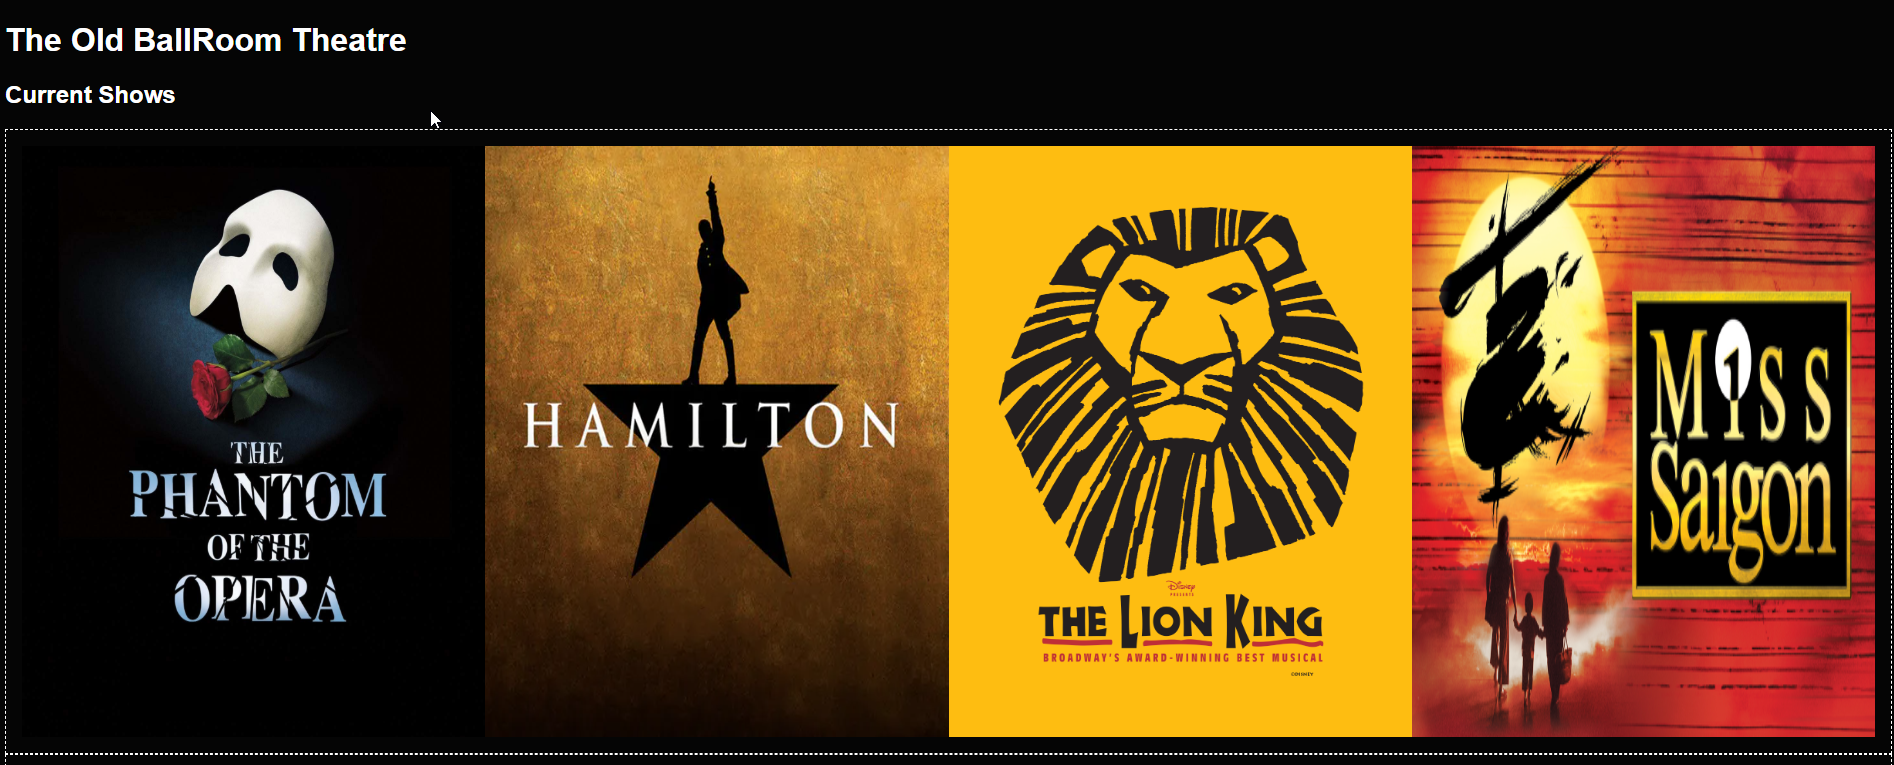 The Old BallRoom Theatre
Current Shows
THE
PHANTOM
OF THE
OPERA
HAMILTON
Disney
PRESENTS
THE LION KING
BROADWAY'S AWARD-WINNING BEST MUSICAL
©DISNEY
Miss
Saigon